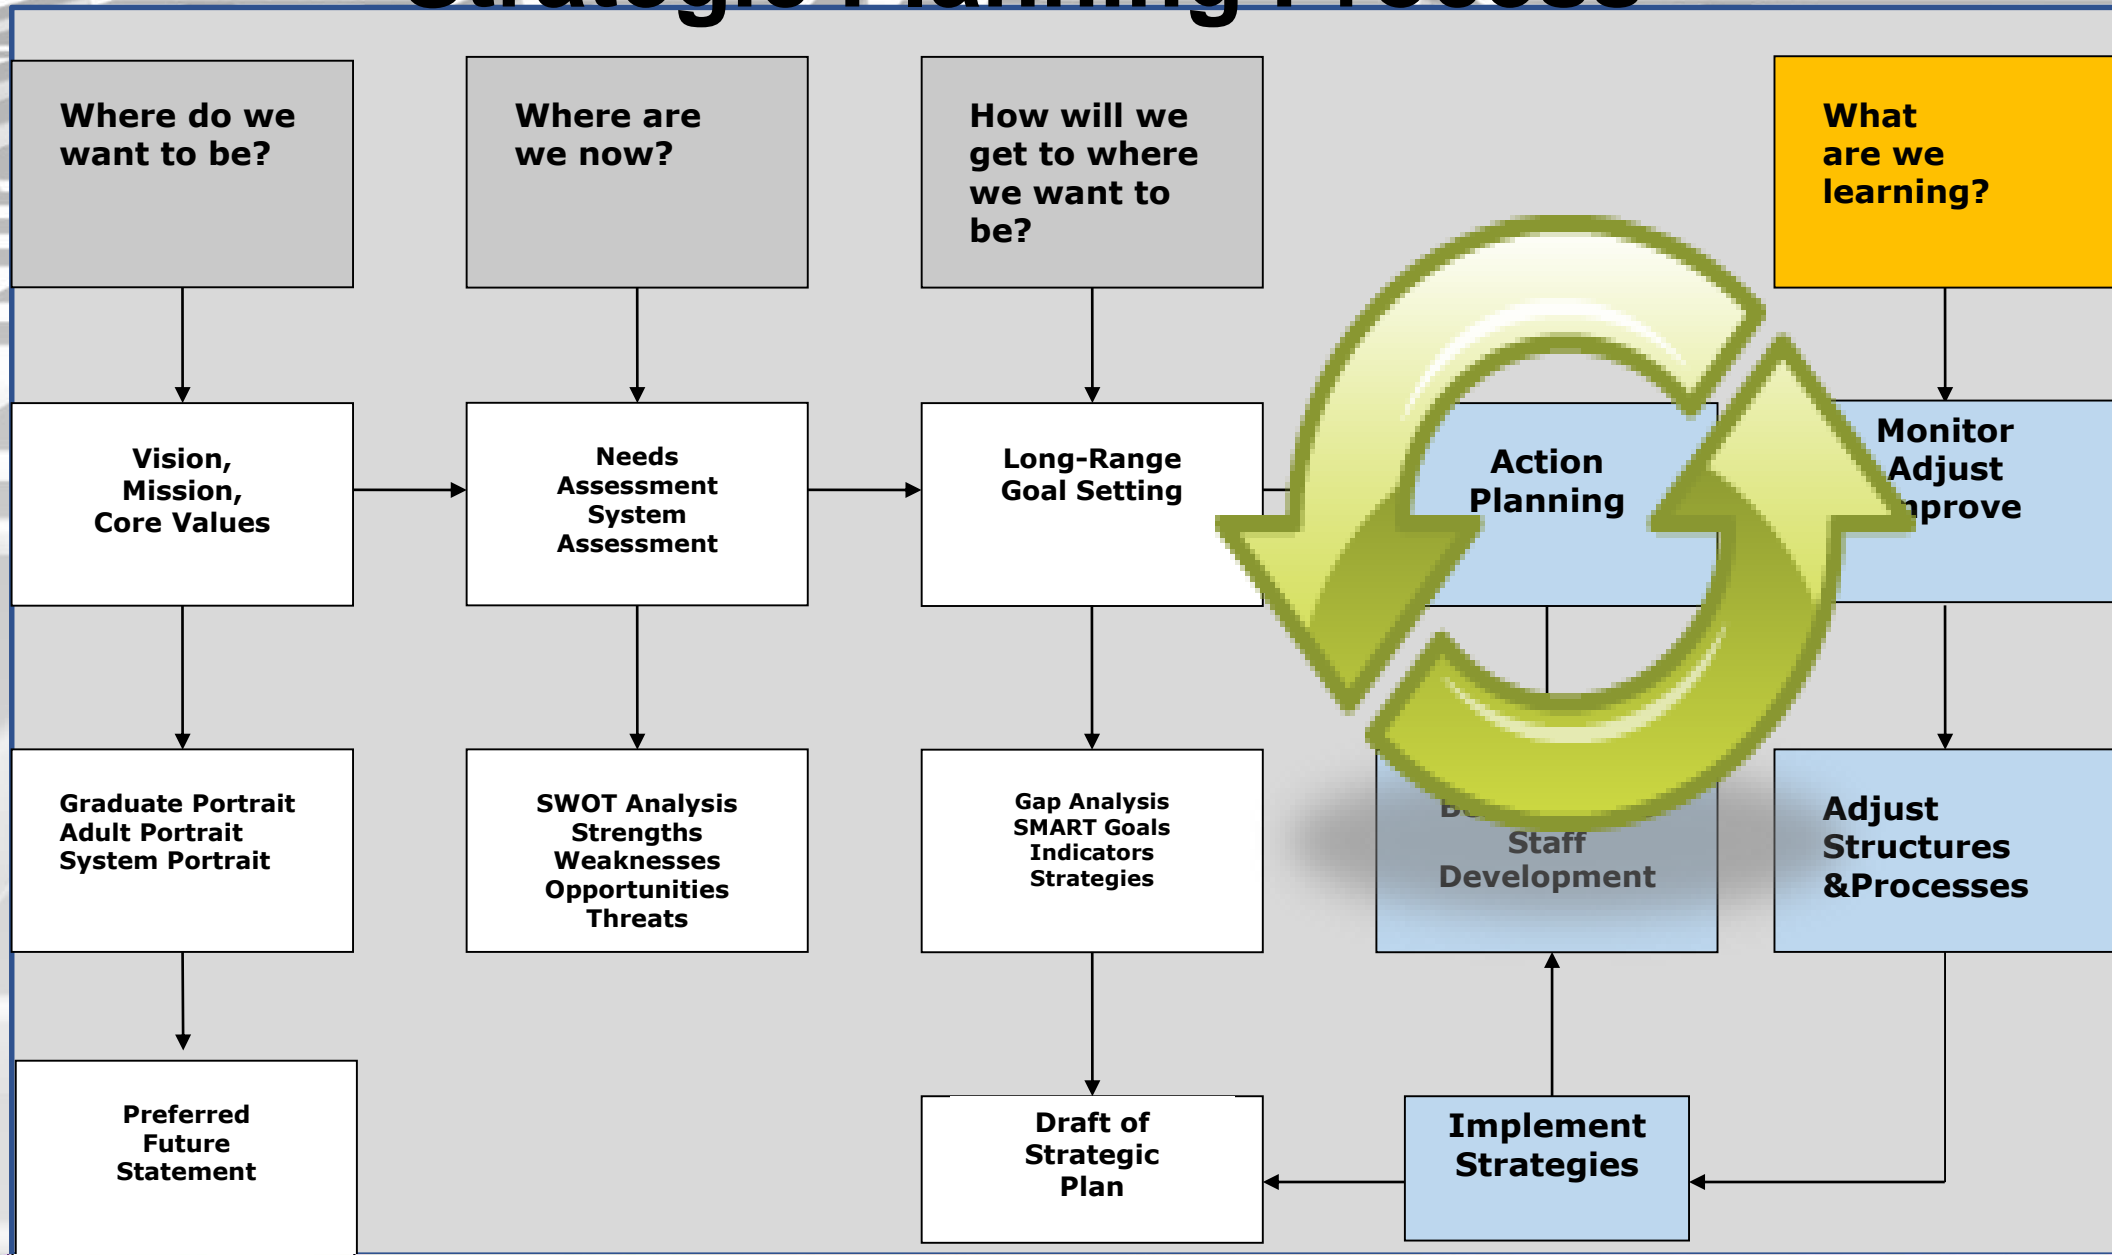 Strategic Planning Process
Where do we
want to be?
Where are
we now?
How will we
get to where
we want to
be?
What
are we
learning?
Vision,
Mission,
Core Values
Needs
Assessment
System
Assessment
Long-Range
Goal Setting
Action
Planning
Monitor
Adjust
Graduate Portrait
Adult Portrait
System Portrait
SWOT Analysis
Strengths
Weaknesses
Opportunities
Threats
Gap Analysis
SMART Goals
Indicators
Strategies
Staff
Development
Adjust
Structures
&Processes
Preferred
Future
Statement
Draft of
Strategic
Plan
Implement
Strategies